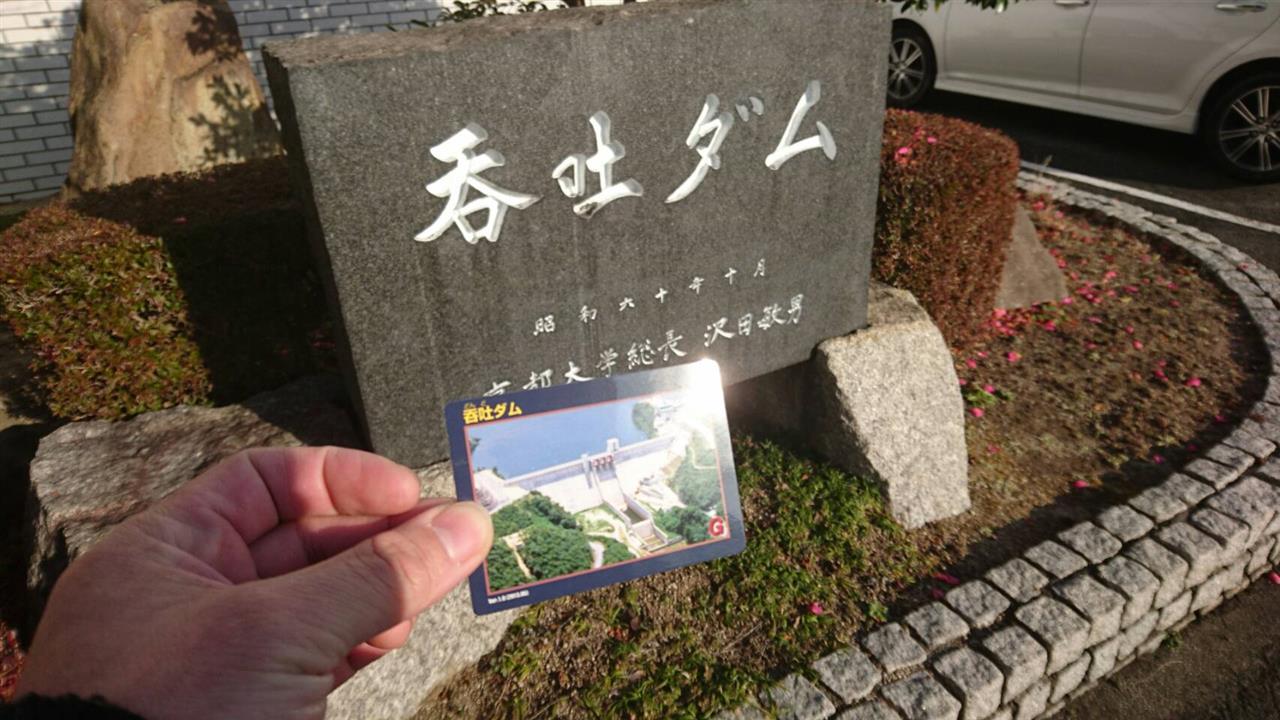 呑吐ダム
昭和六十年十月
京都大学総長 沢田敏男
呑吐ダム
G